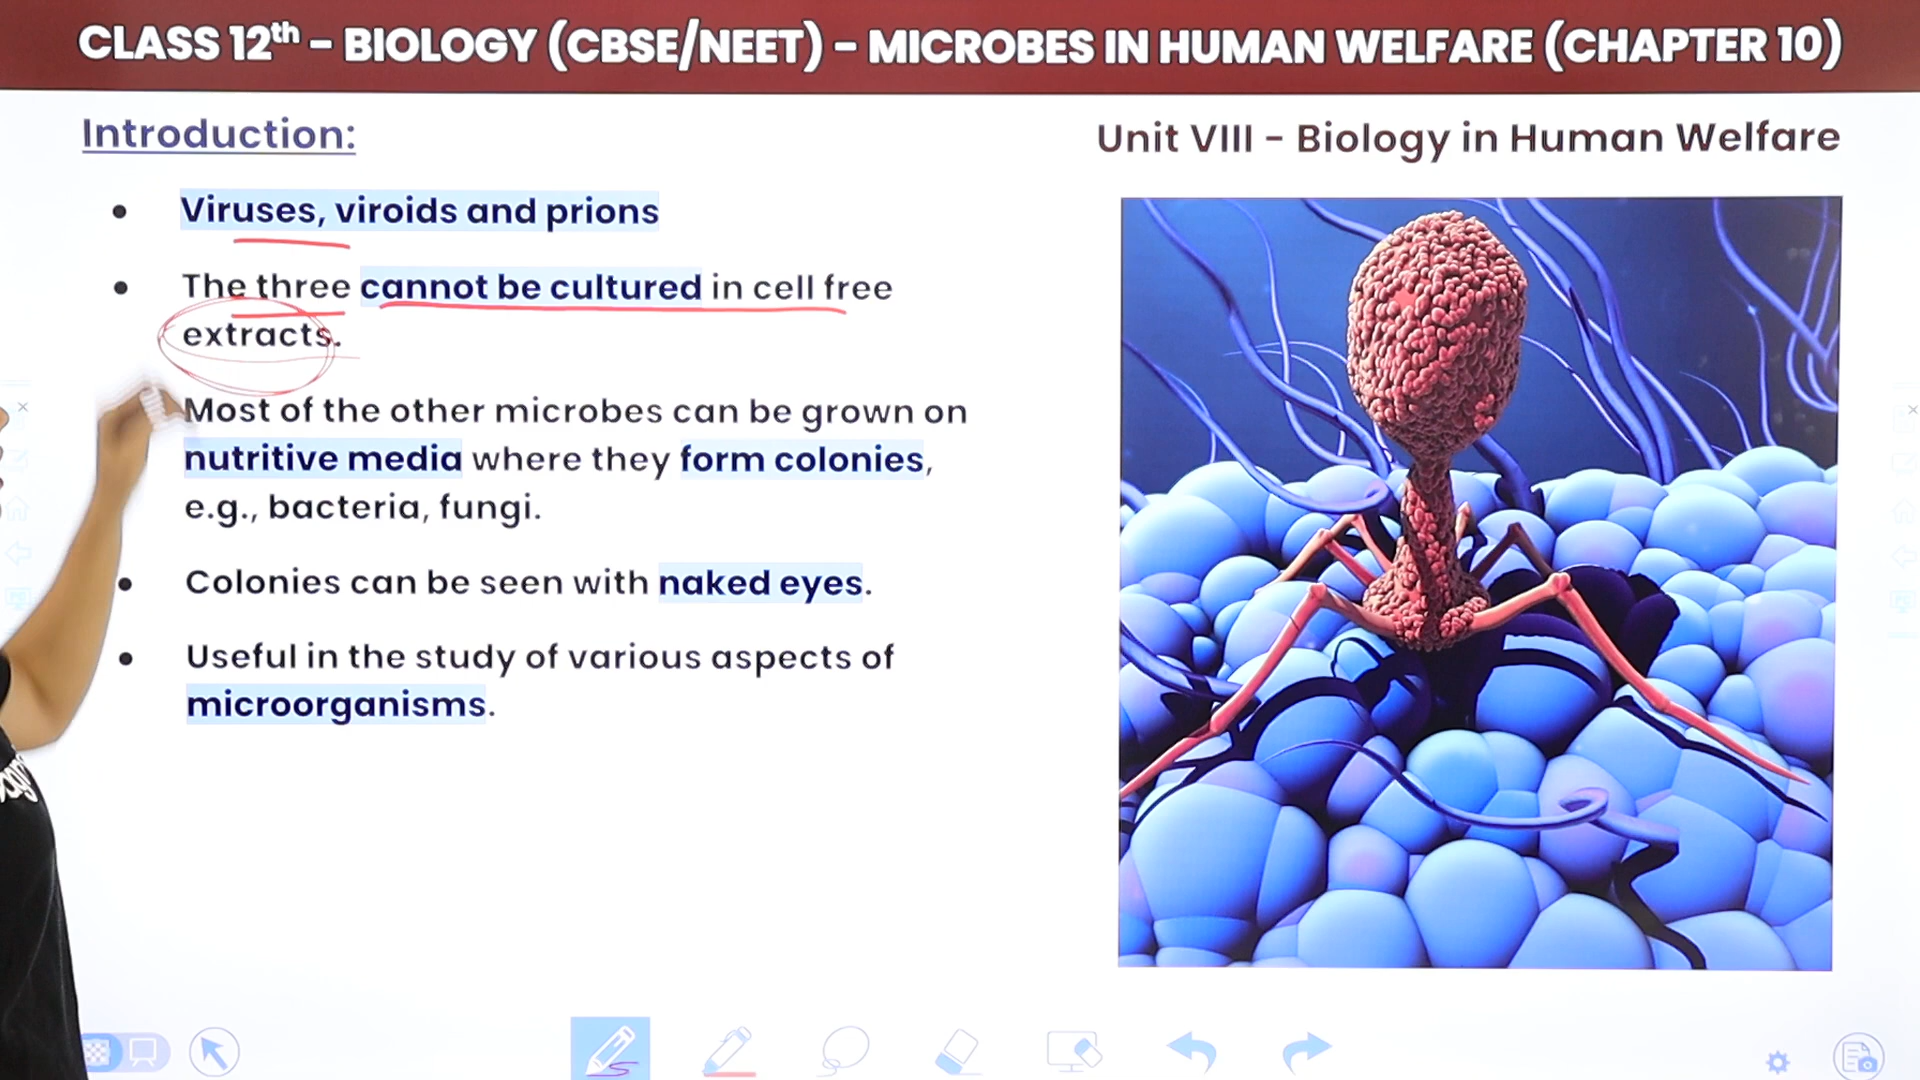 CLASS 12th – BIOLOGY (CBSE/NEET) – MICROBES IN HUMAN WELFARE (CHAPTER 10)
Introduction:
Unit VIII – Biology in Human Welfare
• Viruses, viroids and prions
• The three cannot be cultured in cell free
extracts.
Most of the other microbes can be grown on
nutritive media where they form colonies,
e.g., bacteria, fungi.
• Colonies can be seen with naked eyes.
• Useful in the study of various aspects of
microorganisms.